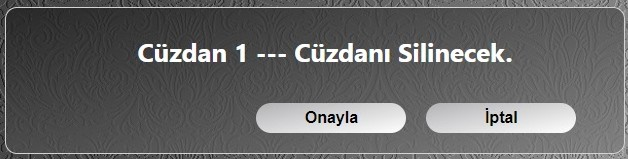 Cüzdan 1 --- Cüzdanı Silinecek.
Onayla İptal